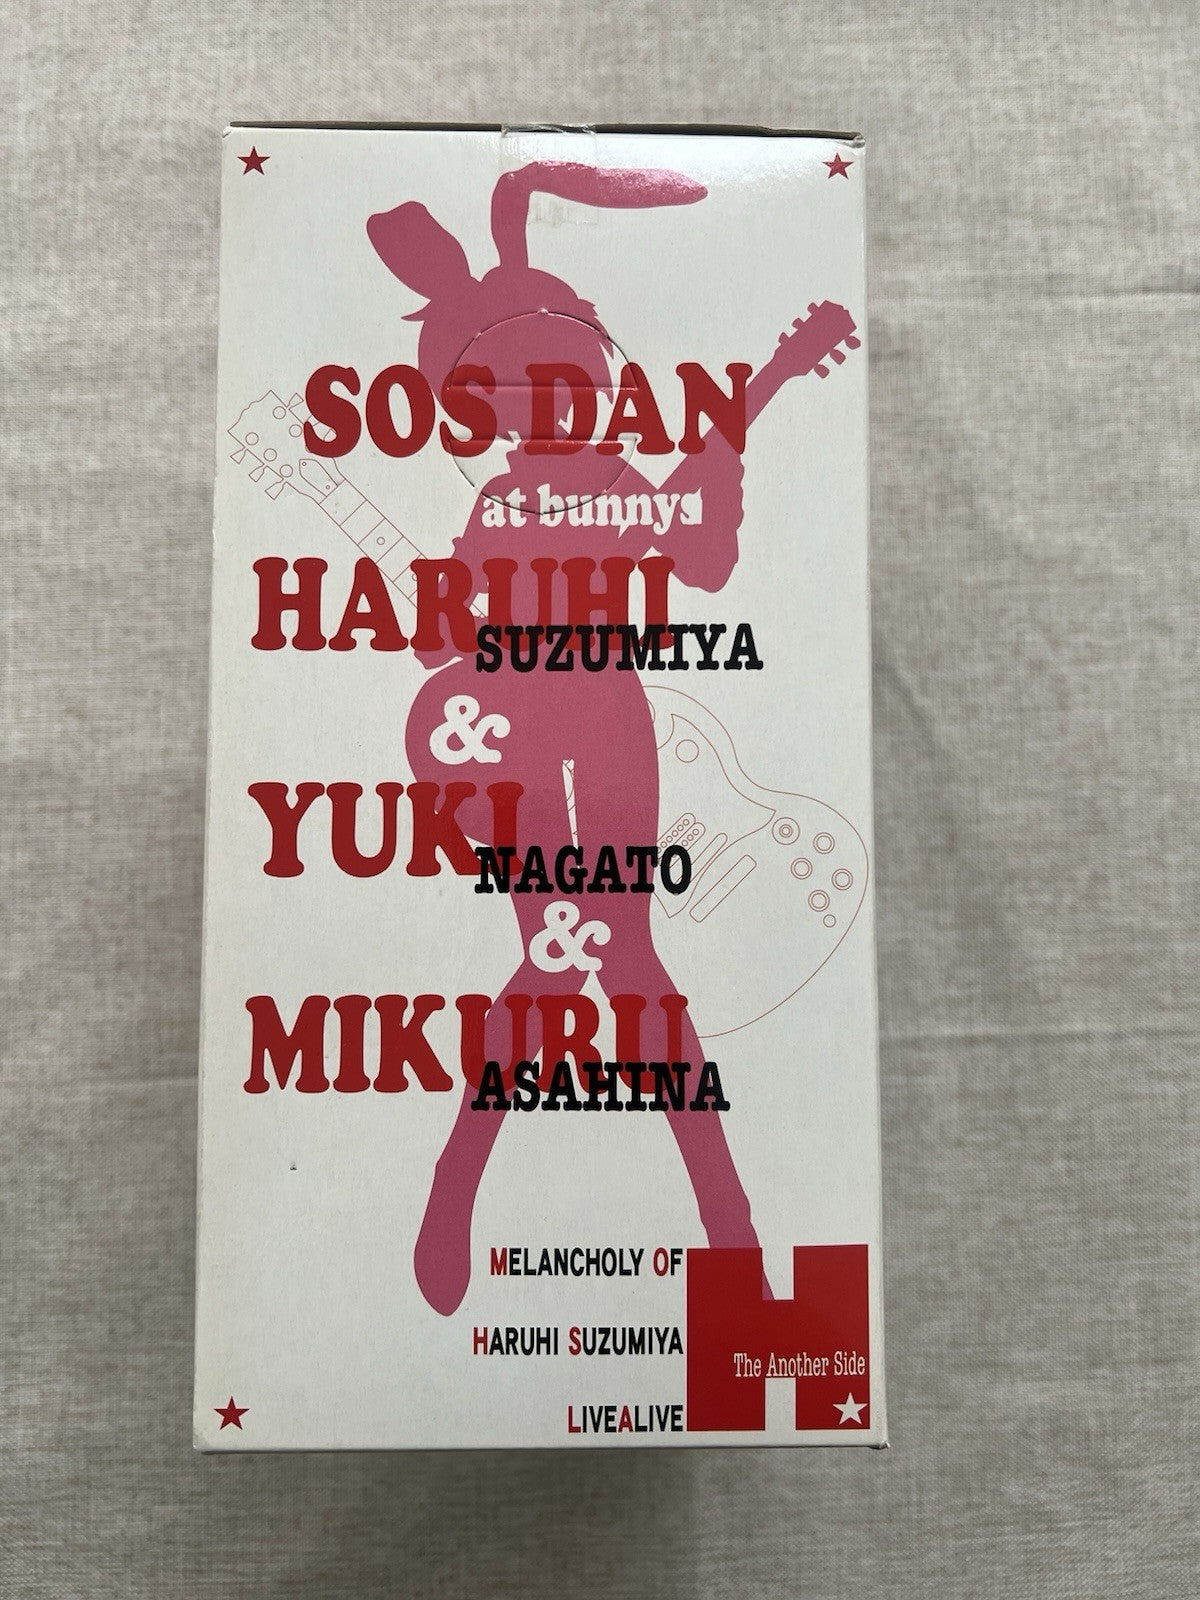 SOS DAN
at bunnys
HARUHI
SUZUMIYA
&
YUKI
NAGATO
&
MIKURU
ASAHINA
MELANCHOLY OF
HARUHI SUZUMIYA
LIVEALIVE
H
The Another Side